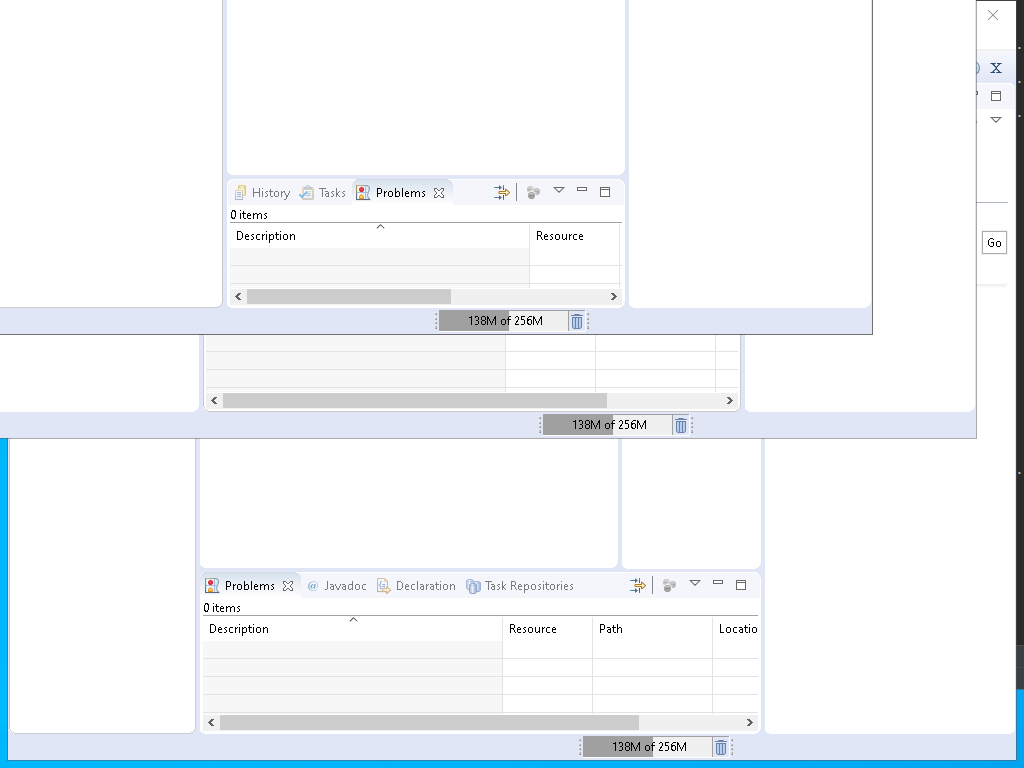 X
Go
History Tasks Problems
0 items
Description Resource
138M of 256M
138M of 256M
Problems @ Javadoc Declaration Task Repositories
0 items
Description Resource Path Locatio
138M of 256M